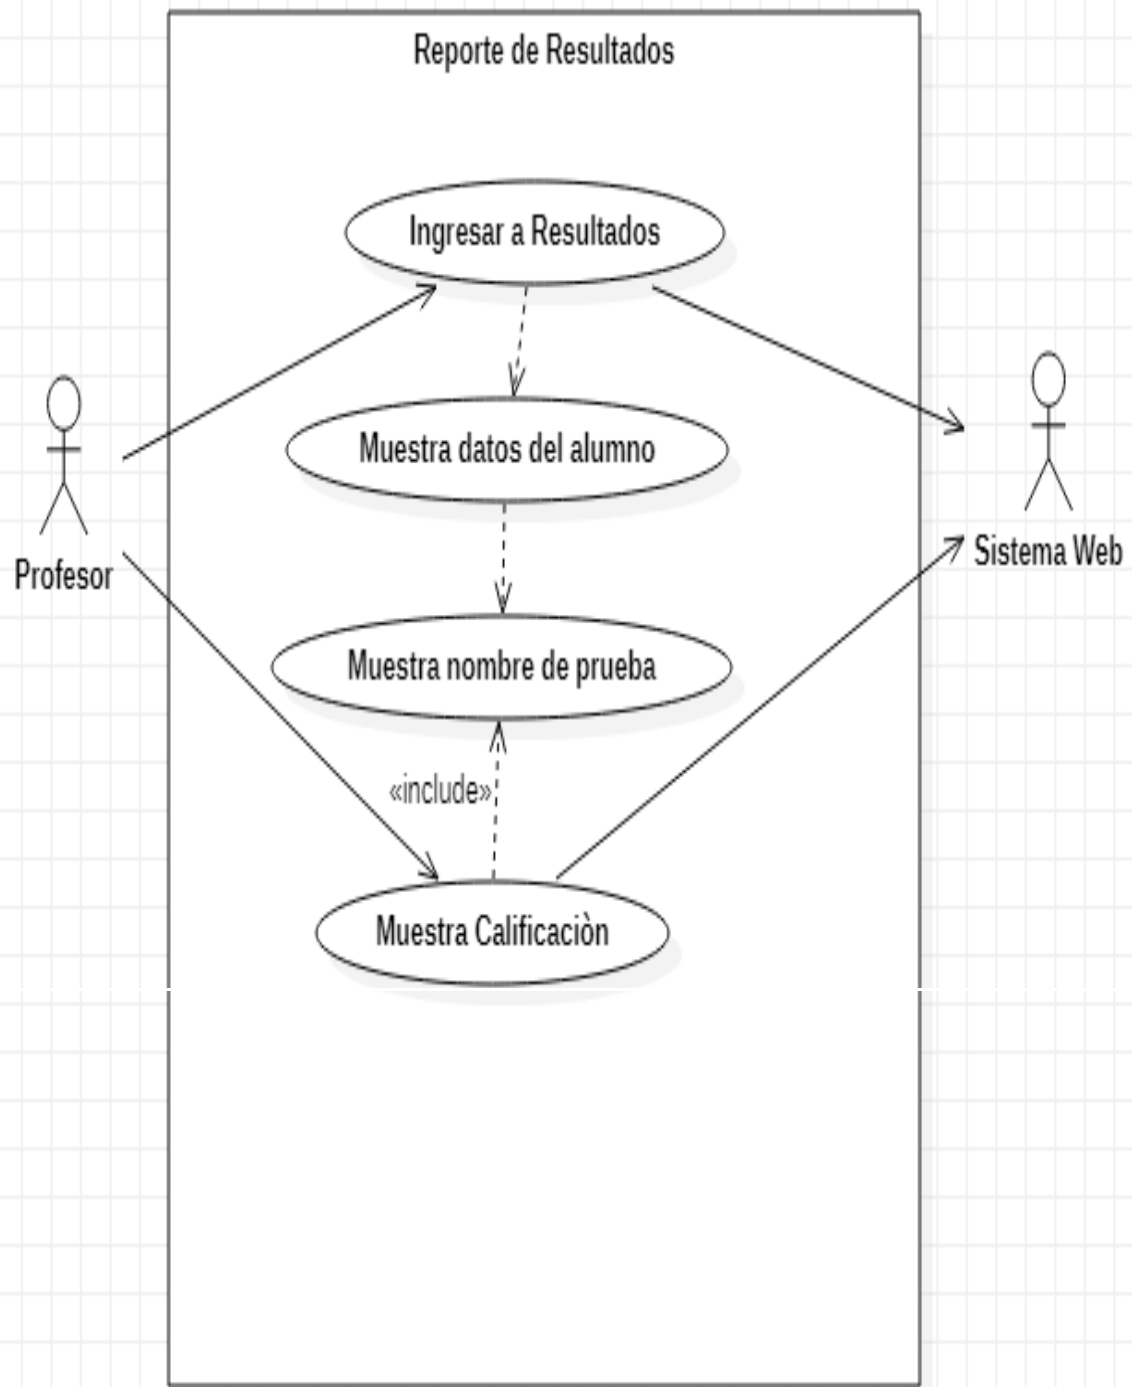 Reporte de Resultados
Ingresar a Resultados
Muestra datos del alumno
Profesor
Sistema Web
Muestra nombre de prueba
«include»
Muestra Calificaciòn